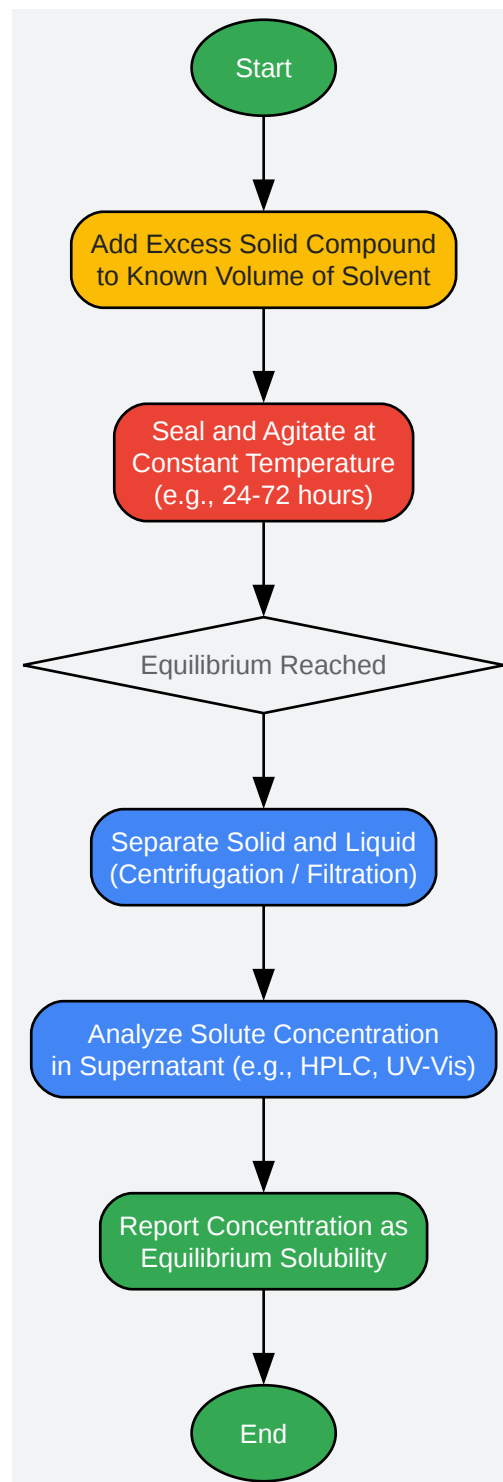 Start
Add Excess Solid Compound
to Known Volume of Solvent
Seal and Agitate at
Constant Temperature
(e.g., 24-72 hours)
Equilibrium Reached
Separate Solid and Liquid
(Centrifugation / Filtration)
Analyze Solute Concentration
in Supernatant (e.g., HPLC, UV-Vis)
Report Concentration as
Equilibrium Solubility
End